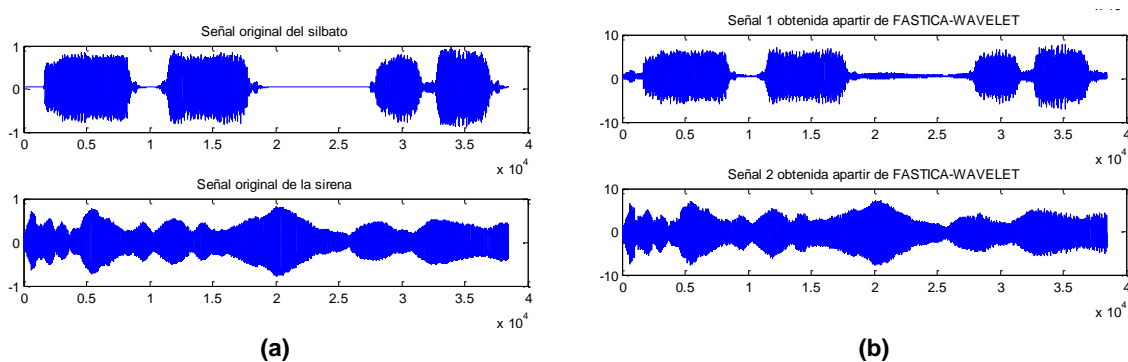 Señal original del silbato
1
0
-1
0 0.5 1 1.5 2 2.5 3 3.5 4
x 10^4
Señal original de la sirena
1
0
-1
0 0.5 1 1.5 2 2.5 3 3.5 4
x 10^4
(a)
Señal 1 obtenida apartir de FASTICA-WAVELET
10
0
-10
0 0.5 1 1.5 2 2.5 3 3.5 4
x 10^4
Señal 2 obtenida apartir de FASTICA-WAVELET
10
0
-10
0 0.5 1 1.5 2 2.5 3 3.5 4
x 10^4
(b)